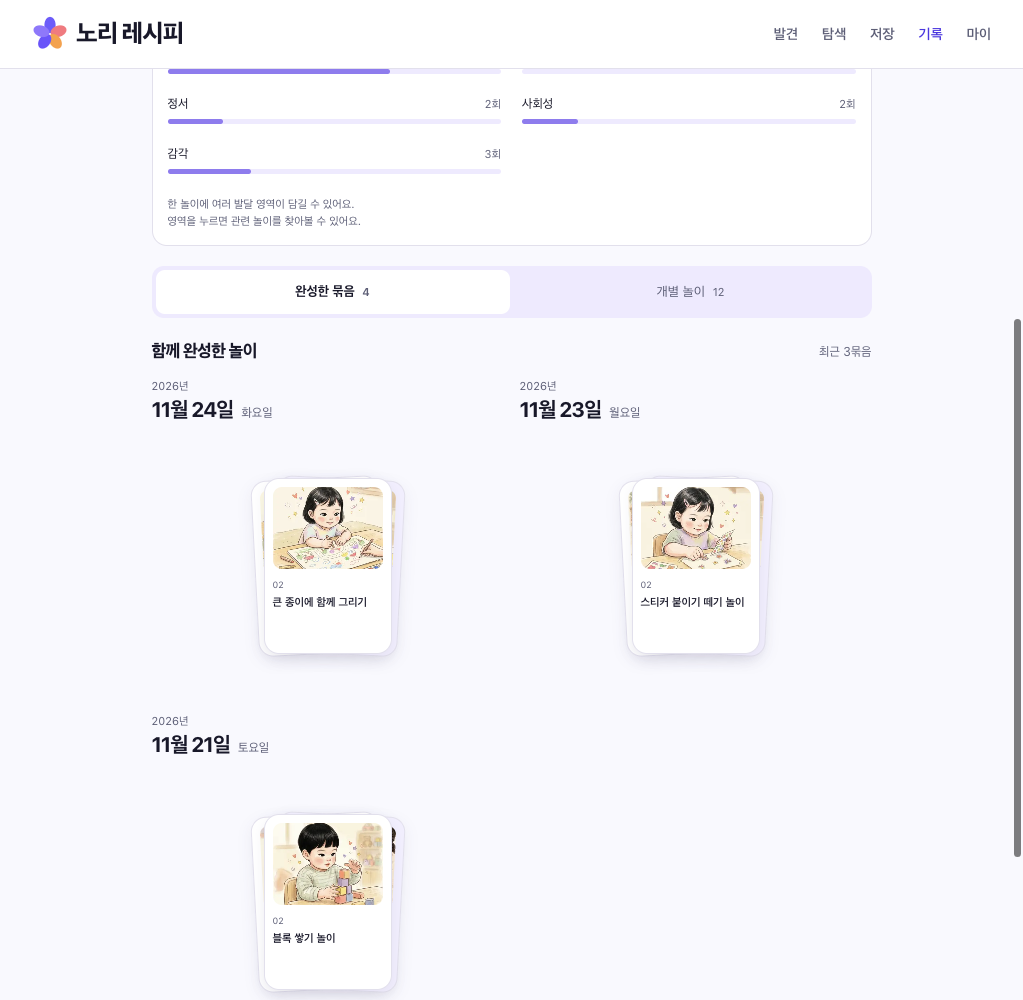 노리 레시피
발견 탐색 저장 기록 마이
정서 2회
사회성 2회
감각 3회
한 놀이에 여러 발달 영역이 담길 수 있어요.
영역을 누르면 관련 놀이를 찾아볼 수 있어요.
완성한 묶음 4
개별 놀이 12
함께 완성한 놀이
최근 3묶음
2026년
11월 24일 화요일
02
큰 종이에 함께 그리기
2026년
11월 23일 월요일
02
스티커 붙이기 떼기 놀이
2026년
11월 21일 토요일
02
블록 쌓기 놀이